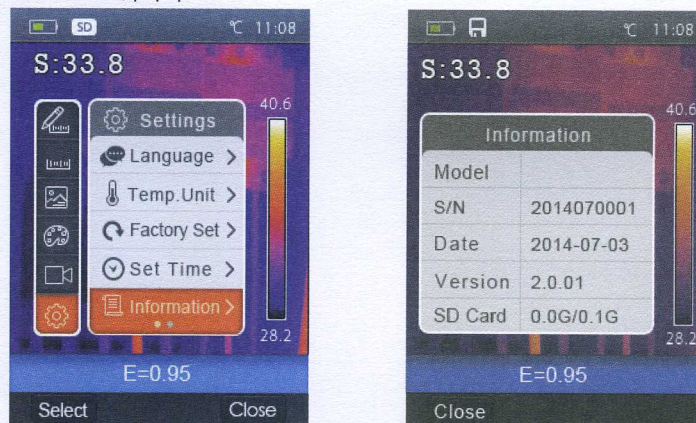 SD °C 11:08
S:33.8
40.6
Settings
Language >
Temp.Unit >
Factory Set >
Set Time >
Information >
28.2
E=0.95
Select Close
°C 11:08
S:33.8
40.6
Information
Model
S/N 2014070001
Date 2014-07-03
Version 2.0.01
SD Card 0.0G/0.1G
28.2
E=0.95
Close